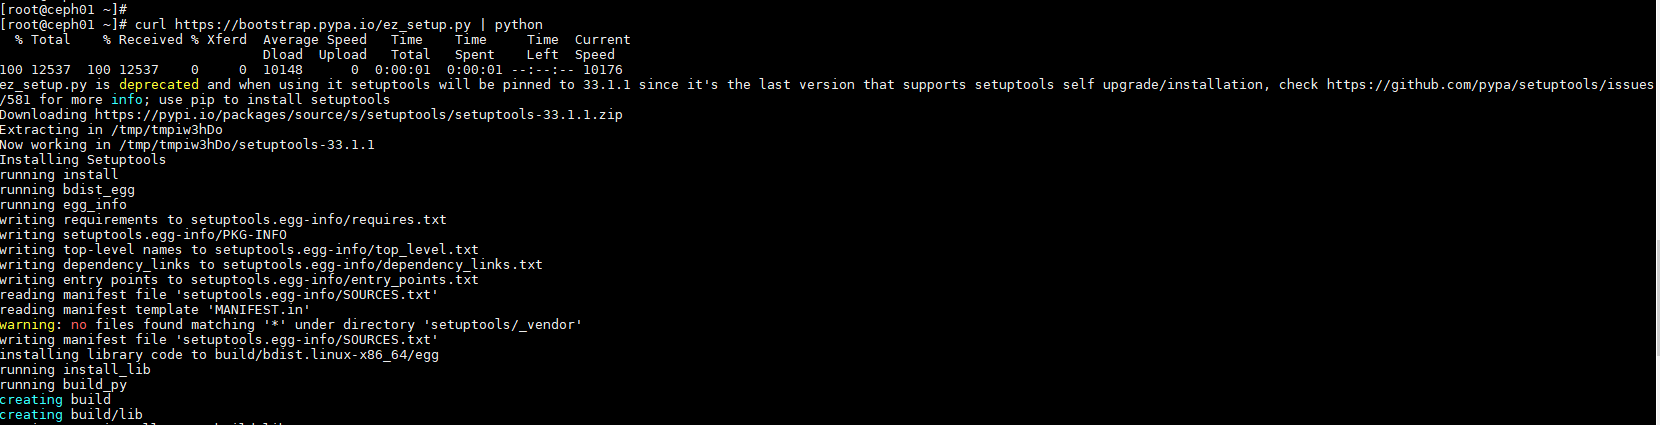 [root@ceph01 ~]#
[root@ceph01 ~]# curl https://bootstrap.pypa.io/ez_setup.py | python
  % Total    % Received % Xferd  Average Speed   Time    Time     Time  Current
                                 Dload  Upload   Total   Spent    Left  Speed
100 12537  100 12537    0     0  10148      0  0:00:01  0:00:01 --:--:-- 10176
ez_setup.py is deprecated and when using it setuptools will be pinned to 33.1.1 since it's the last version that supports setuptools self upgrade/installation, check https://github.com/pypa/setuptools/issues
/581 for more info; use pip to install setuptools
Downloading https://pypi.io/packages/source/s/setuptools/setuptools-33.1.1.zip
Extracting in /tmp/tmpiw3hDo
Now working in /tmp/tmpiw3hDo/setuptools-33.1.1
Installing Setuptools
running install
running bdist_egg
running egg_info
writing requirements to setuptools.egg-info/requires.txt
writing setuptools.egg-info/PKG-INFO
writing top-level names to setuptools.egg-info/top_level.txt
writing dependency_links to setuptools.egg-info/dependency_links.txt
writing entry points to setuptools.egg-info/entry_points.txt
reading manifest file 'setuptools.egg-info/SOURCES.txt'
reading manifest template 'MANIFEST.in'
warning: no files found matching '*' under directory 'setuptools/_vendor'
writing manifest file 'setuptools.egg-info/SOURCES.txt'
installing library code to build/bdist.linux-x86_64/egg
running install_lib
running build_py
creating build
creating build/lib